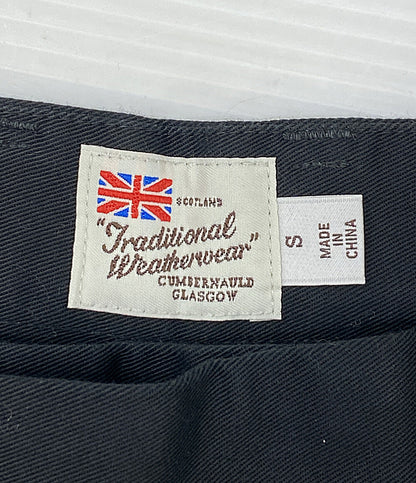 SCOTLAND
"Traditional
Weatherwear"
CUMBERNAULD
GLASGOW
S
MADE
IN
CHINA